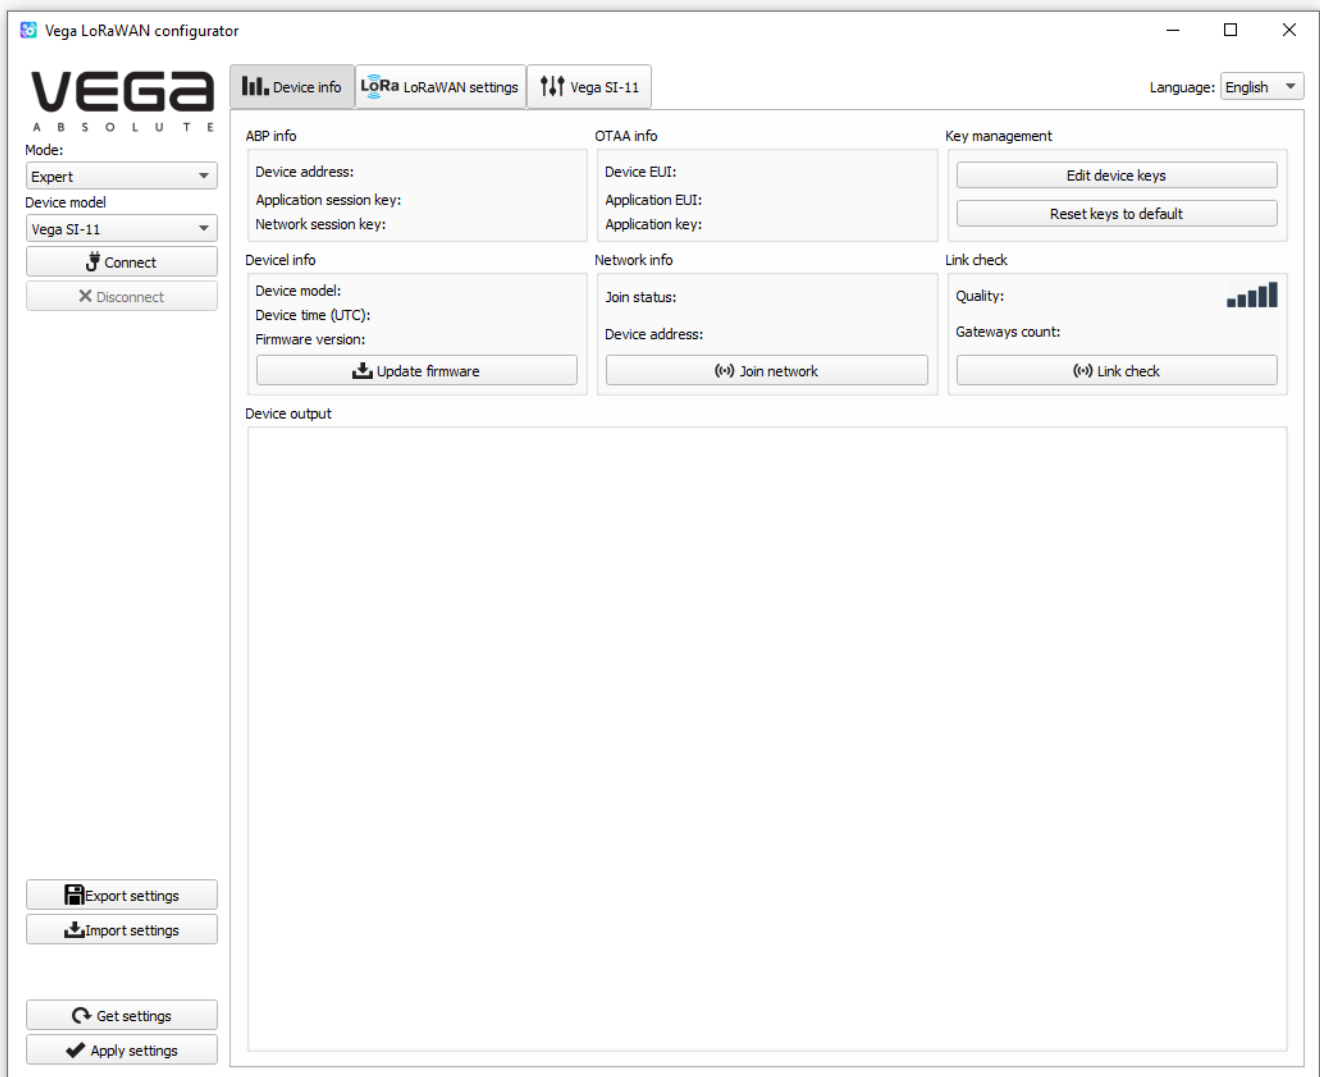 Vega LoRaWAN configurator
VEGA
ABSOLUTE
Mode:
Expert
Device model
Vega SI-11
Connect
Disconnect
Export settings
Import settings
Get settings
Apply settings
Device info
LoRa LoRaWAN settings
Vega SI-11
Language: English
ABP info
Device address:
Application session key:
Network session key:
OTAA info
Device EUI:
Application EUI:
Application key:
Key management
Edit device keys
Reset keys to default
Devicel info
Device model:
Device time (UTC):
Firmware version:
Update firmware
Network info
Join status:
Device address:
Join network
Link check
Quality:
Gateways count:
Link check
Device output